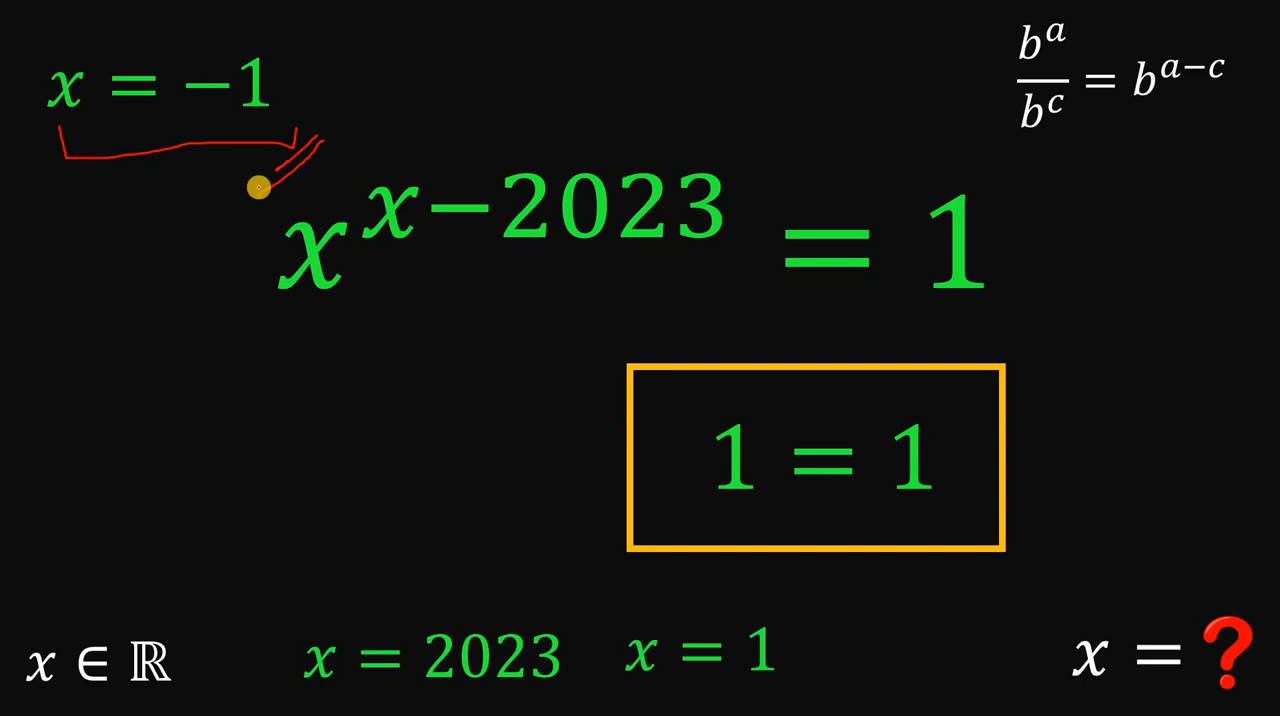 x = −1
b^a / b^c = b^{a−c}
x^{x−2023} = 1
1 = 1
x ∈ ℝ
x = 2023
x = 1
x = ❓